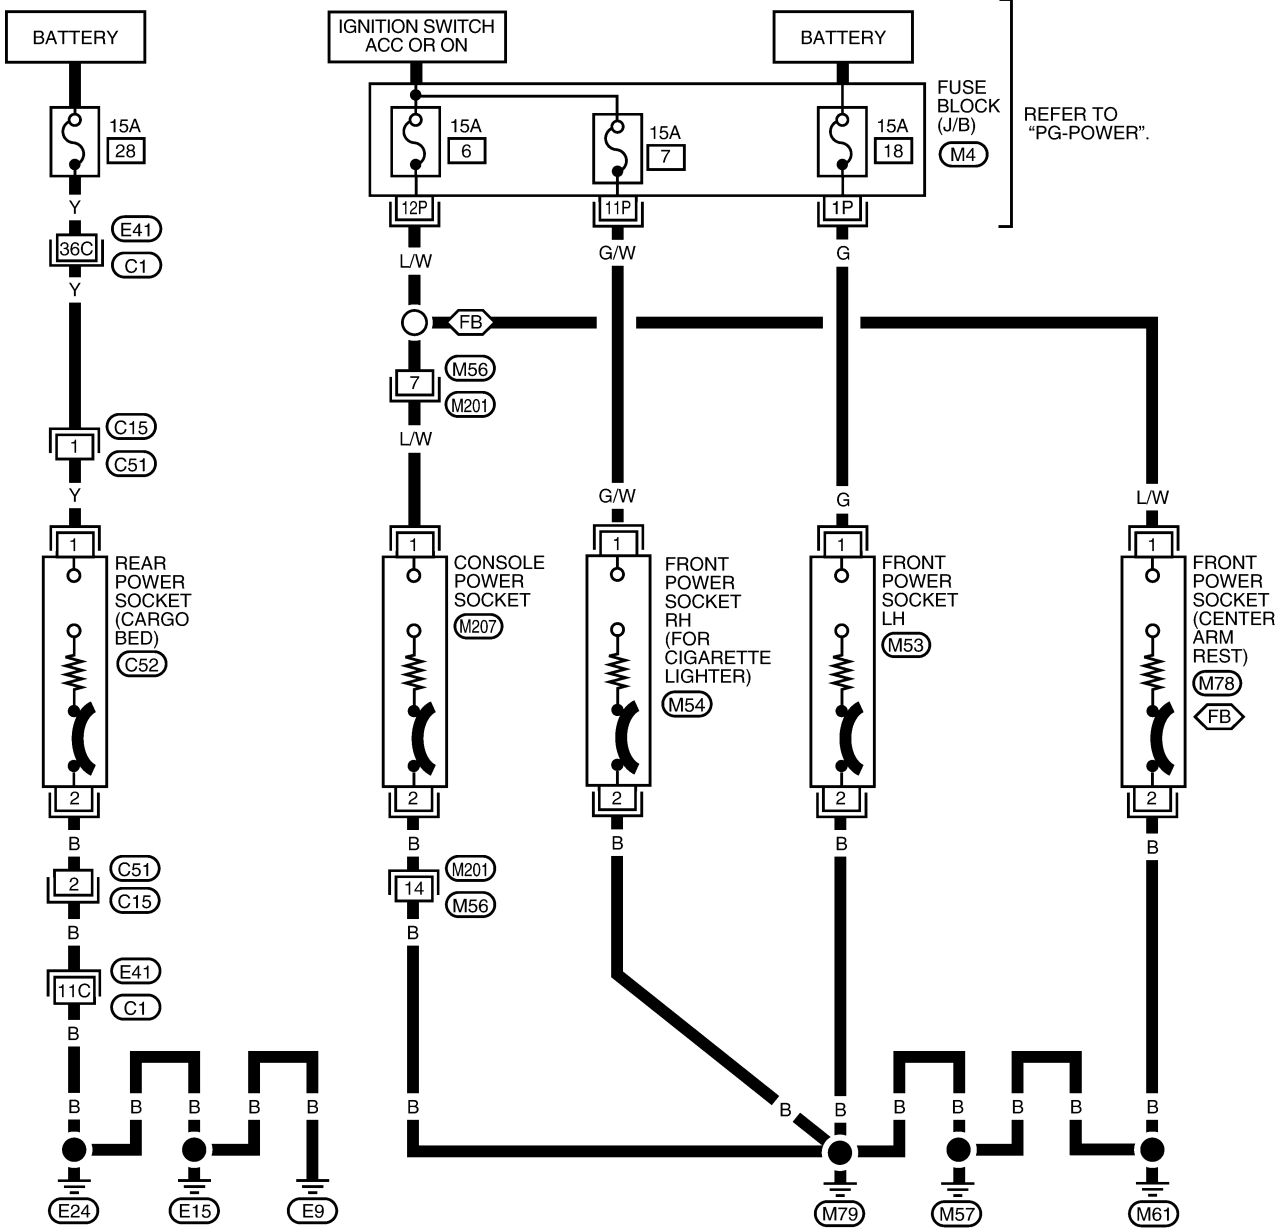 BATTERY
IGNITION SWITCH
ACC OR ON
BATTERY
FUSE
BLOCK
(J/B)
M4
REFER TO
“PG-POWER”.
15A
28
15A
6
15A
7
15A
18
Y
12P
11P
1P
36C
E41
C1
L/W
G/W
G
Y
FB
7
M56
M201
1
C15
C51
L/W
Y
G/W
G
L/W
1
1
1
1
1
REAR
POWER
SOCKET
(CARGO
BED)
C52
CONSOLE
POWER
SOCKET
M207
FRONT
POWER
SOCKET
RH
(FOR
CIGARETTE
LIGHTER)
M54
FRONT
POWER
SOCKET
LH
M53
FRONT
POWER
SOCKET
(CENTER
ARM
REST)
M78
FB
2
2
2
2
2
B
B
B
B
B
2
C51
C15
14
M201
M56
B
B
11C
E41
C1
B
B
B
B
B
B
B
B
B
B
B
B
B
B
E24
E15
E9
M79
M57
M61